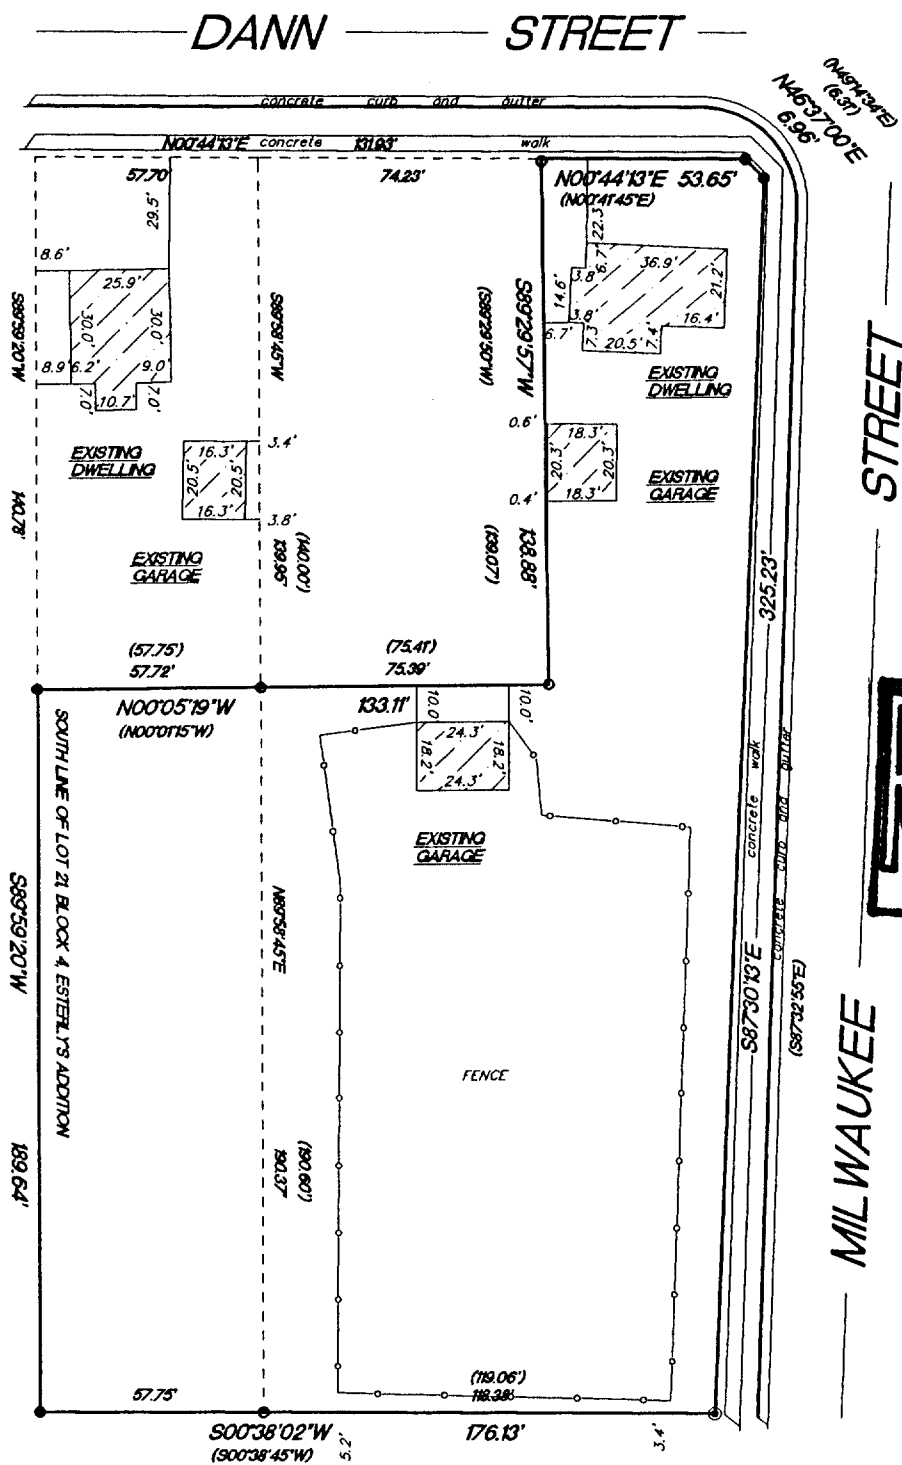 DANN STREET
(N49°14'34"E)
(6.37)
N46°37'00"E
6.96'
concrete curb and gutter
N00°44'13"E concrete 131.93' walk
57.70'
74.23'
N00°44'13"E 53.65'
(N00°41'45"E)
29.5'
22.3'
8.6'
25.9'
30.0'
30.0'
8.9'
6.2'
9.0'
7.0'
10.7'
7.0'
S89°59'20"W
140.78'
S89°58'45"W
(S89°29'50"W)
S89°29'57"W
6.7'
3.8'
36.9'
21.2'
14.6'
3.8'
16.4'
6.7'
7.3'
20.5'
7.4'
EXISTING
DWELLING
EXISTING
DWELLING
0.6'
18.3'
20.3'
20.3'
18.3'
0.4'
EXISTING
GARAGE
3.4'
16.3'
20.5'
20.5'
16.3'
3.8'
EXISTING
GARAGE
(140.00')
139.95'
(139.07')
138.88'
325.23'
STREET
(57.75')
57.72'
(75.41')
75.39'
N00°05'19"W
(N00°01'15"W)
133.11'
10.0'
10.0'
24.3'
18.2'
18.2'
24.3'
EXISTING
GARAGE
SOUTH LINE OF LOT 21, BLOCK 4, ESTERLY'S ADDITION
S89°59'20"W
189.64'
N89°58'45"E
(190.60')
190.37'
FENCE
concrete walk
concrete curb and gutter
S87°30'13"E
(S87°32'55"E)
MILWAUKEE
57.75'
(119.06')
118.38'
S00°38'02"W
(S00°38'45"W)
176.13'
5.2'
3.4'